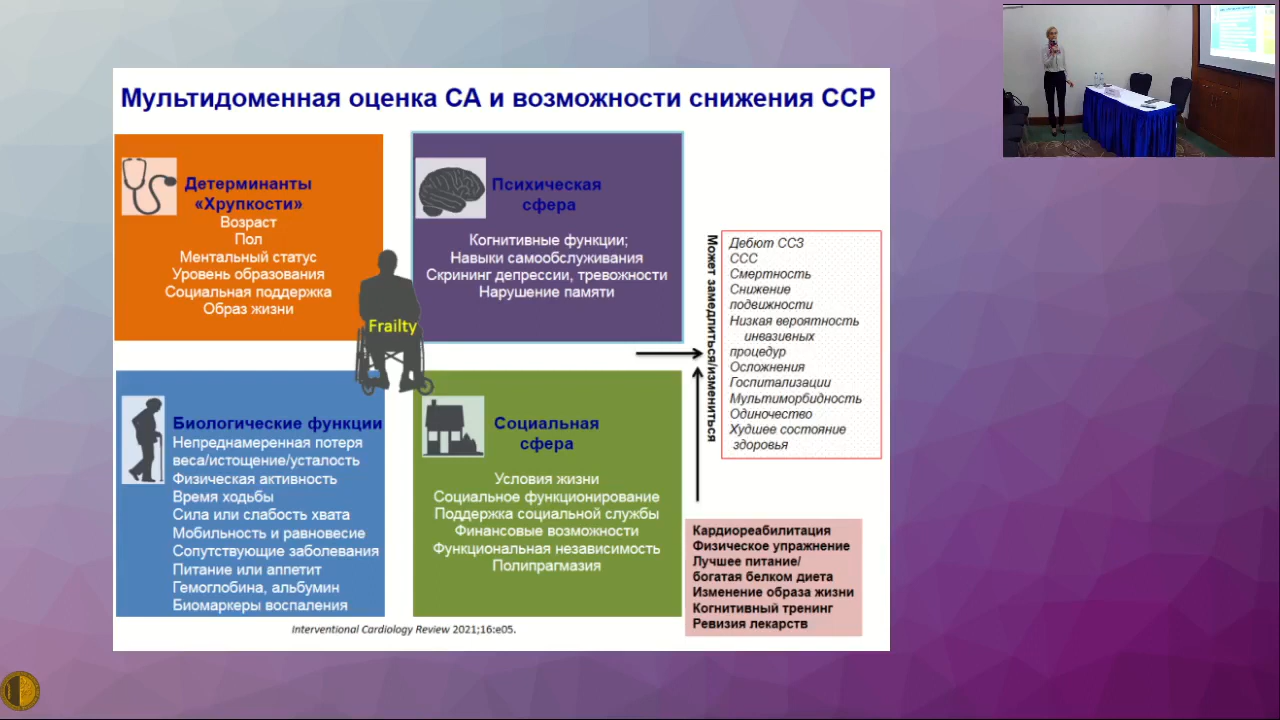 Мультидоменная оценка СА и возможности снижения ССР
Детерминанты
«Хрупкости»
Возраст
Пол
Ментальный статус
Уровень образования
Социальная поддержка
Образ жизни
Психическая
сфера
Когнитивные функции;
Навыки самообслуживания
Скрининг депрессии, тревожности
Нарушение памяти
Frailty
Биологические функции
Непреднамеренная потеря
веса/истощение/усталость
Физическая активность
Время ходьбы
Сила или слабость хвата
Мобильность и равновесие
Сопутствующие заболевания
Питание или аппетит
Гемоглобина, альбумин
Биомаркеры воспаления
Социальная
сфера
Условия жизни
Социальное функционирование
Поддержка социальной службы
Финансовые возможности
Функциональная независимость
Полипрагмазия
Может замедлиться/измениться
Дебют ССЗ
ССС
Смертность
Снижение
подвижности
Низкая вероятность
инвазивных
процедур
Осложнения
Госпитализации
Мультиморбидность
Одиночество
Худшее состояние
здоровья
Кардиореабилитация
Физическое упражнение
Лучшее питание/
богатая белком диета
Изменение образа жизни
Когнитивный тренинг
Ревизия лекарств
Interventional Cardiology Review 2021;16:e05.